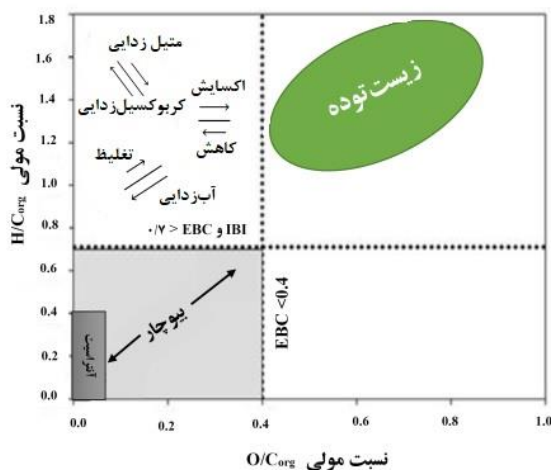 1.8
1.6
1.4
1.2
1.0
0.8
0.7
0.6
0.4
0.2
0.0
نسبت مولی H/Corg
متیل زدایی
کربوکسیل‌زدایی
اکسایش
کاهش
تغلیظ
آب‌زدایی
۰/۷ > EBC و IBI
زیست توده
بیوچار
آنتراسیت
EBC <0.4
0.0 0.2 0.4 0.6 0.8 1.0
نسبت مولی O/Corg